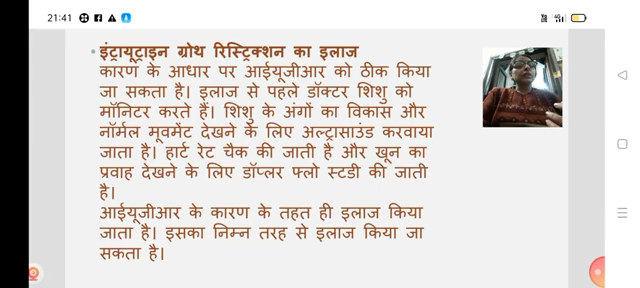 21:41
• इंट्रायूट्राइन ग्रोथ रिस्ट्रिक्शन का इलाज
कारण के आधार पर आईयूजीआर को ठीक किया
जा सकता है। इलाज से पहले डॉक्टर शिशु को
मॉनिटर करते हैं। शिशु के अंगों का विकास और
नॉर्मल मूवमेंट देखने के लिए अल्ट्रासाउंड करवाया
जाता है। हार्ट रेट चैक की जाती है और खून का
प्रवाह देखने के लिए डॉप्लर फ्लो स्टडी की जाती
है।
आईयूजीआर के कारण के तहत ही इलाज किया
जाता है। इसका निम्न तरह से इलाज किया जा
सकता है।